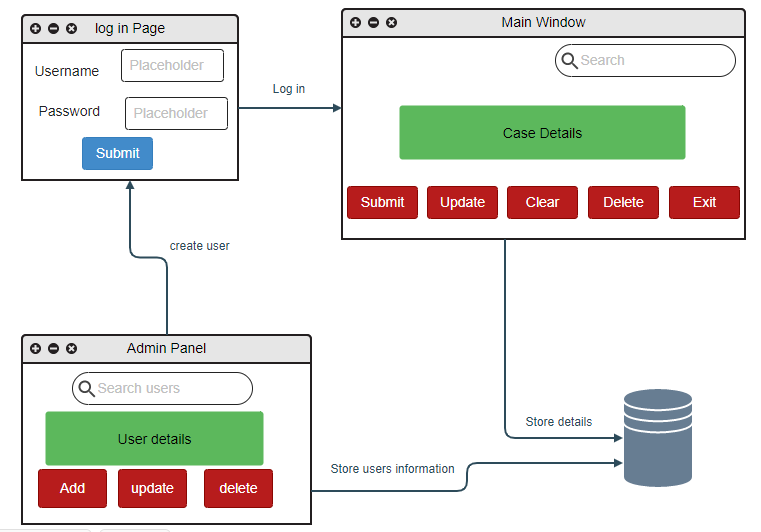 log in Page
Username
Placeholder
Password
Placeholder
Submit
Log in
Main Window
Search
Case Details
Submit
Update
Clear
Delete
Exit
create user
Admin Panel
Search users
User details
Add
update
delete
Store details
Store users information